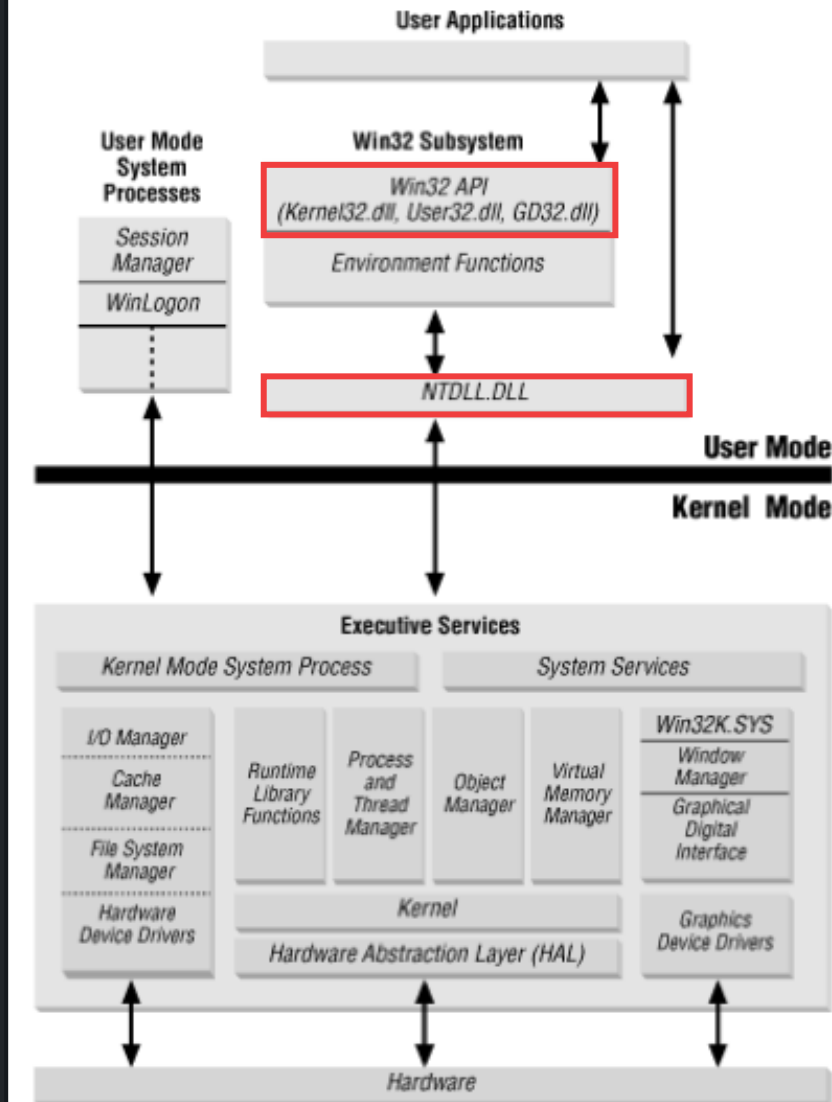 User Applications
User Mode
System
Processes
Win32 Subsystem
Win32 API
(Kernel32.dll, User32.dll, GD32.dll)
Session
Manager
Environment Functions
WinLogon
NTDLL.DLL
User Mode
Kernel Mode
Executive Services
Kernel Mode System Process
System Services
I/O Manager
Cache
Manager
File System
Manager
Hardware
Device Drivers
Runtime
Library
Functions
Process
and
Thread
Manager
Object
Manager
Virtual
Memory
Manager
Win32K.SYS
Window
Manager
Graphical
Digital
Interface
Kernel
Hardware Abstraction Layer (HAL)
Graphics
Device Drivers
Hardware